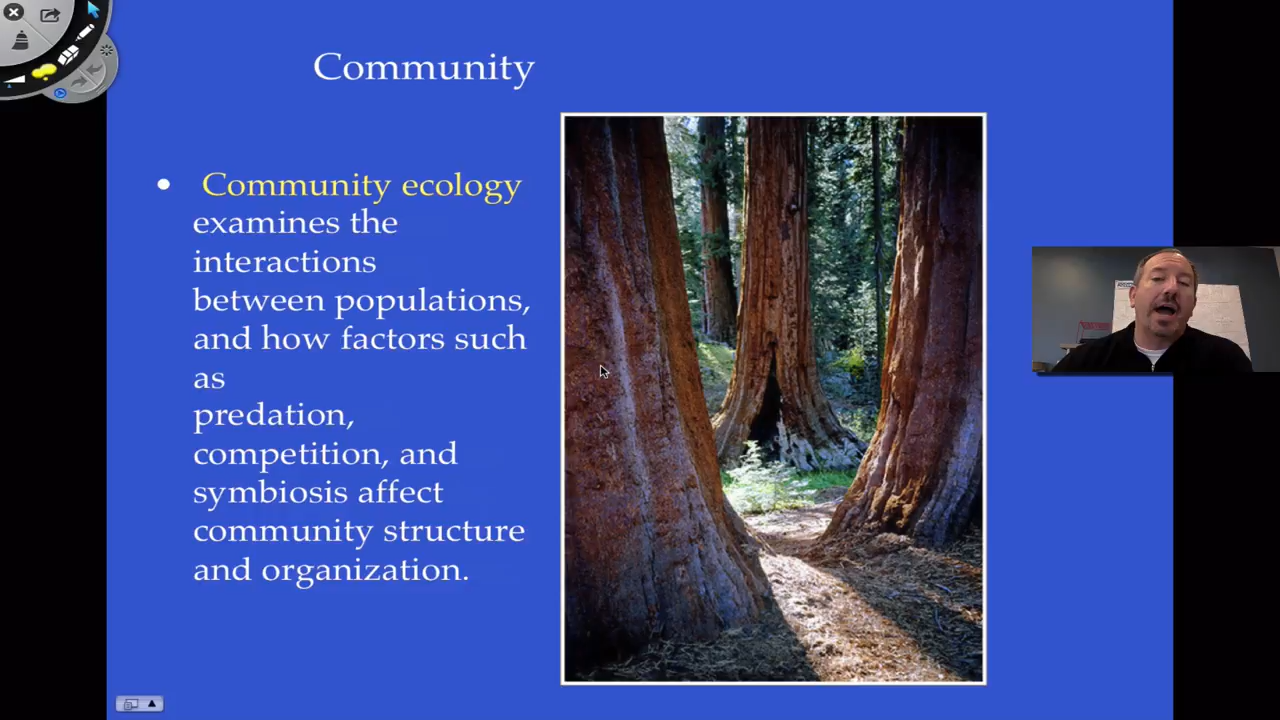 Community
Community ecology
examines the
interactions
between populations,
and how factors such
as
predation,
competition, and
symbiosis affect
community structure
and organization.